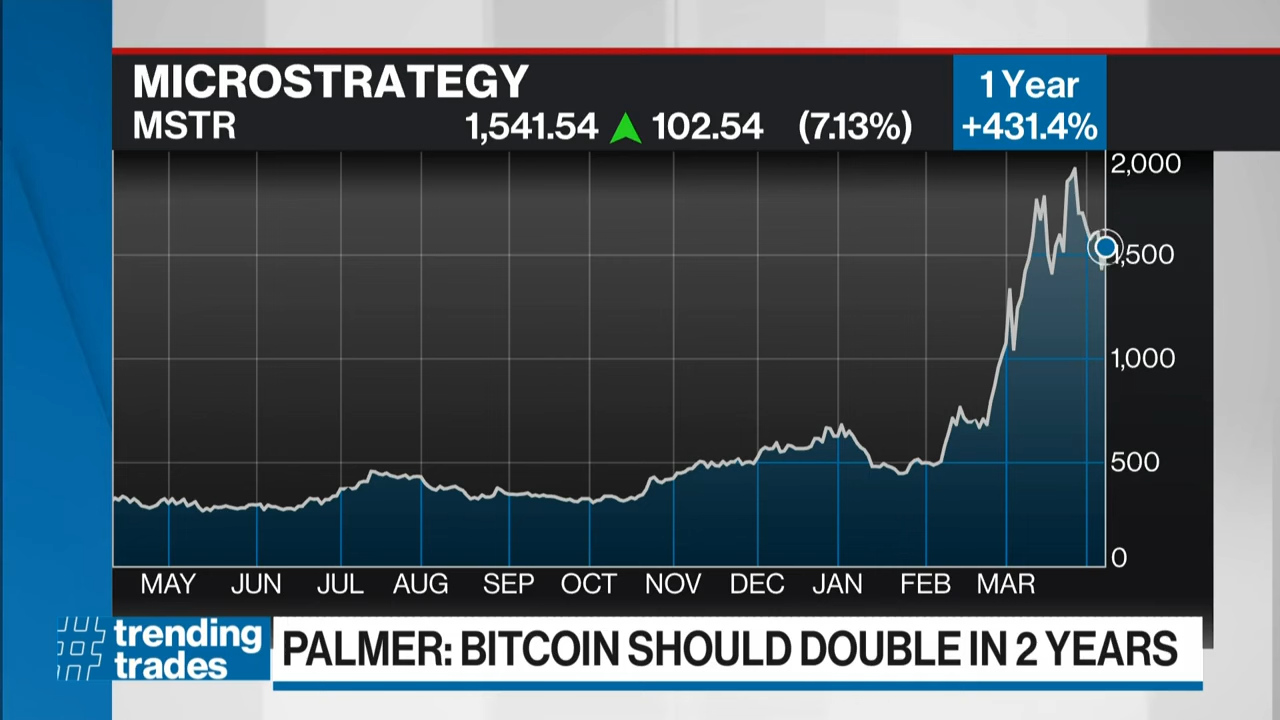 MICROSTRATEGY
MSTR 1,541.54 102.54 (7.13%)
1 Year
+431.4%
2,000
1,500
1,000
500
0
MAY JUN JUL AUG SEP OCT NOV DEC JAN FEB MAR
trending
trades
PALMER: BITCOIN SHOULD DOUBLE IN 2 YEARS